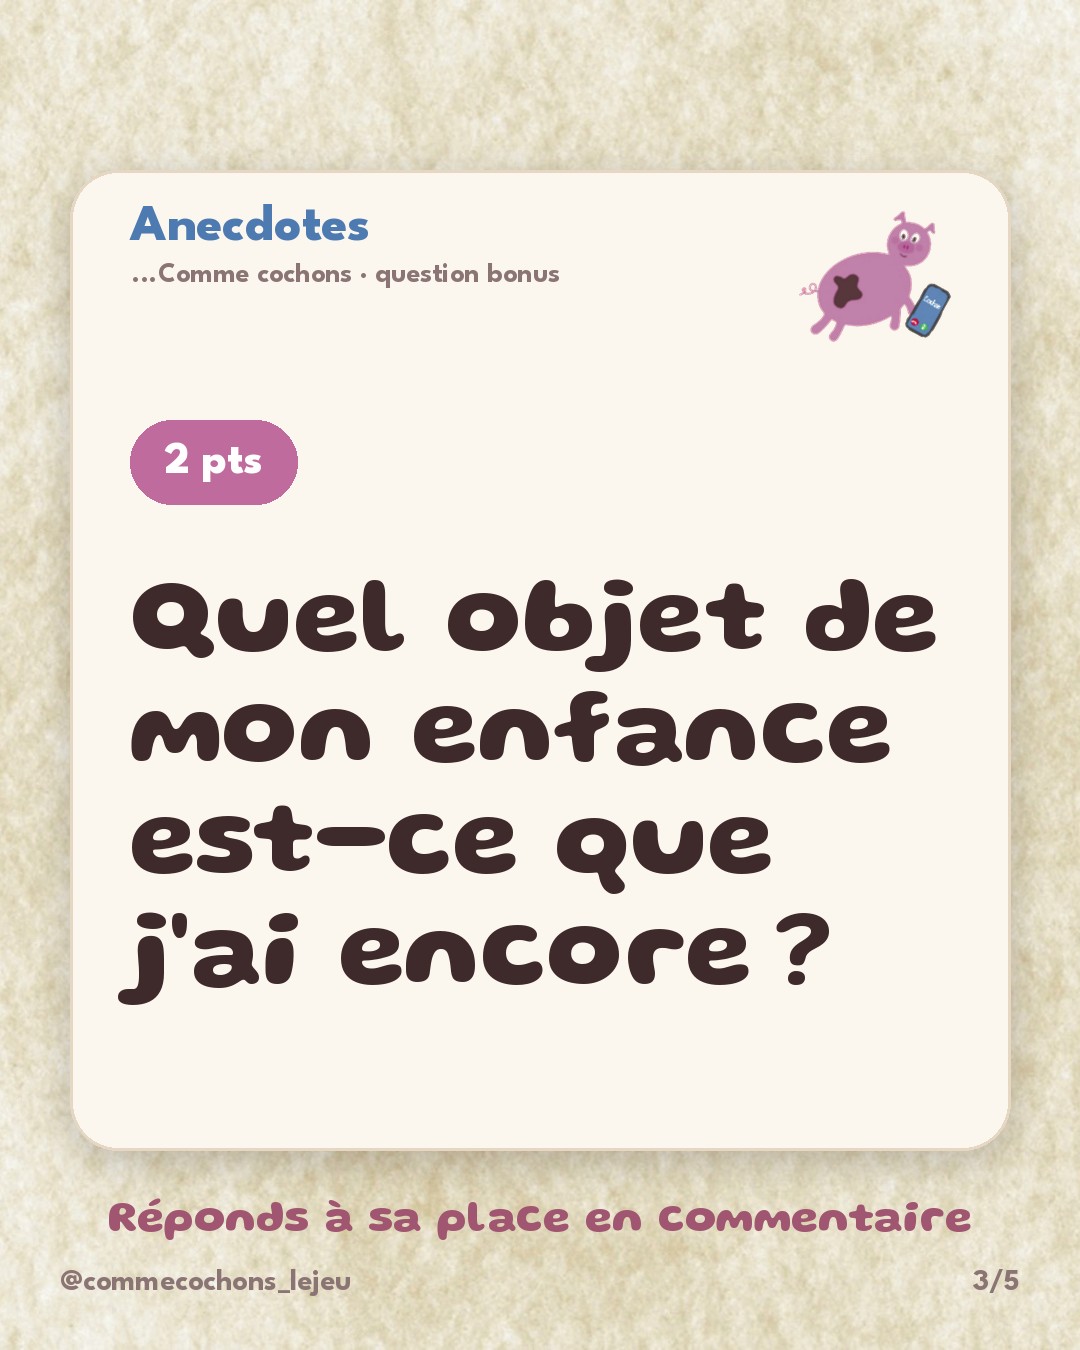 Anecdotes
...Comme cochons · question bonus
2 pts
Quel objet de
mon enfance
est-ce que
j'ai encore ?
Réponds à sa place en commentaire
@commecochons_lejeu
3/5